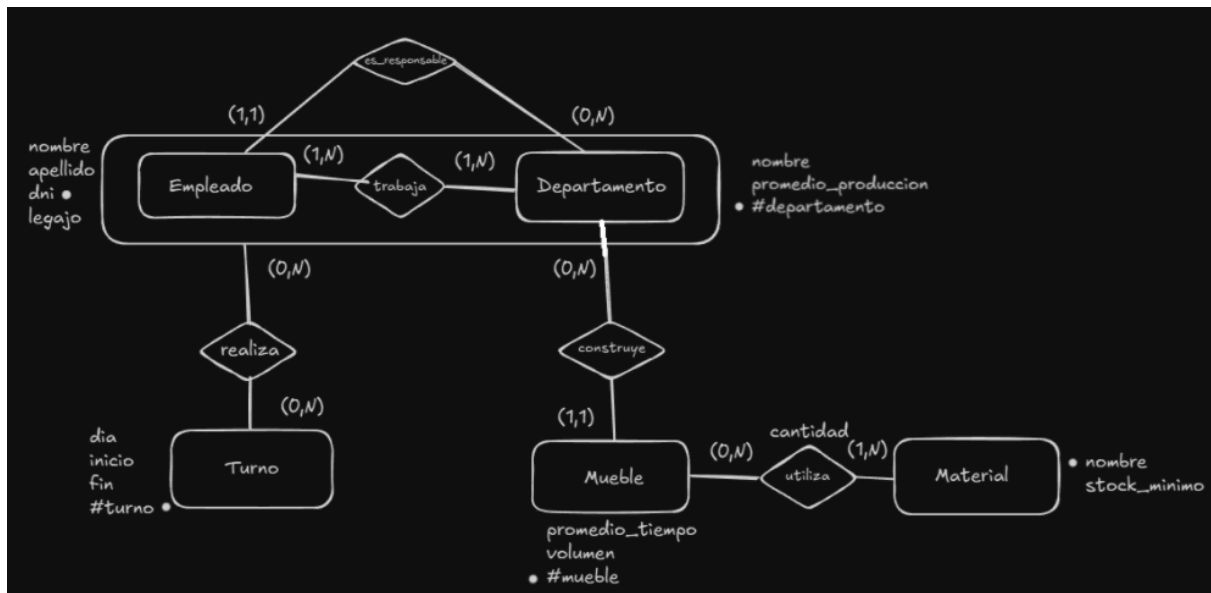 es_responsable
(1,1)
(0,N)
nombre
apellido
dni
legajo
Empleado
(1,N)
trabaja
(1,N)
Departamento
nombre
promedio_produccion
#departamento
(0,N)
(0,N)
realiza
construye
(0,N)
(1,1)
dia
inicio
fin
#turno
Turno
Mueble
(0,N)
cantidad
utiliza
(1,N)
Material
nombre
stock_minimo
promedio_tiempo
volumen
#mueble